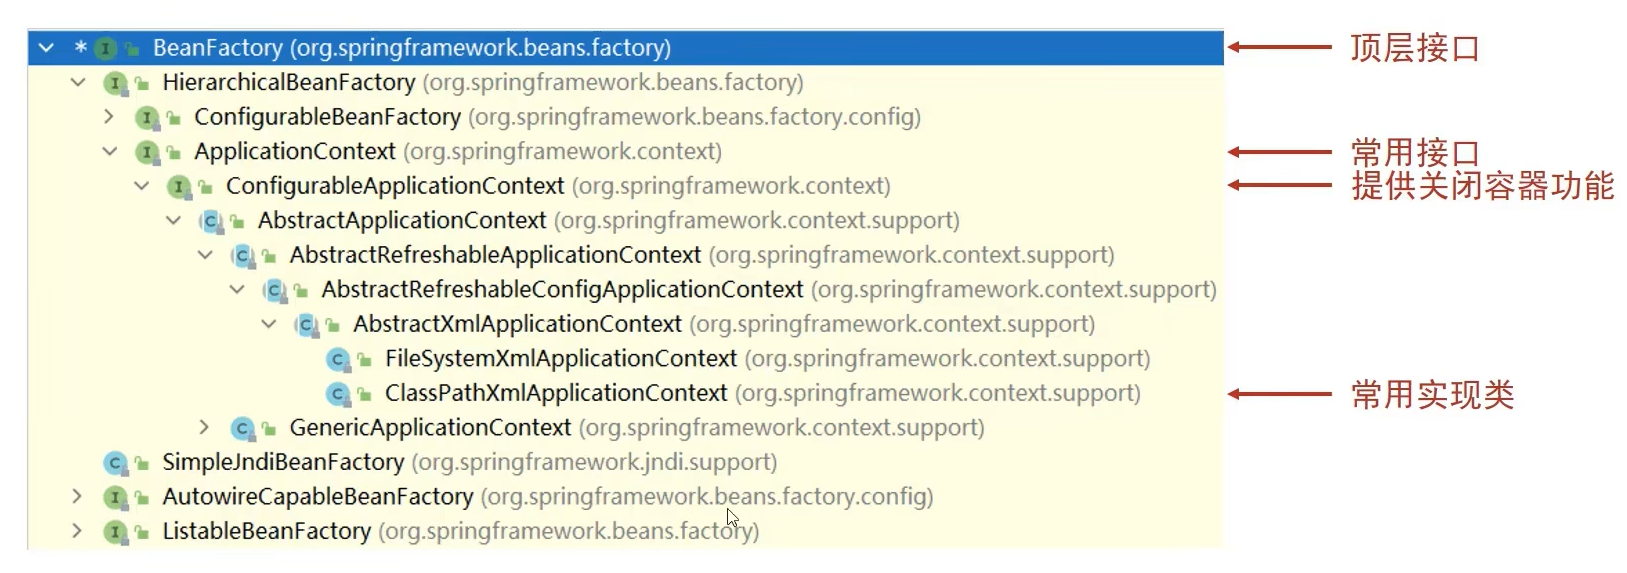 * BeanFactory (org.springframework.beans.factory) 顶层接口
HierarchicalBeanFactory (org.springframework.beans.factory)
ConfigurableBeanFactory (org.springframework.beans.factory.config)
ApplicationContext (org.springframework.context) 常用接口
ConfigurableApplicationContext (org.springframework.context) 提供关闭容器功能
AbstractApplicationContext (org.springframework.context.support)
AbstractRefreshableApplicationContext (org.springframework.context.support)
AbstractRefreshableConfigApplicationContext (org.springframework.context.support)
AbstractXmlApplicationContext (org.springframework.context.support)
FileSystemXmlApplicationContext (org.springframework.context.support)
ClassPathXmlApplicationContext (org.springframework.context.support) 常用实现类
GenericApplicationContext (org.springframework.context.support)
SimpleJndiBeanFactory (org.springframework.jndi.support)
AutowireCapableBeanFactory (org.springframework.beans.factory.config)
ListableBeanFactory (org.springframework.beans.factory)